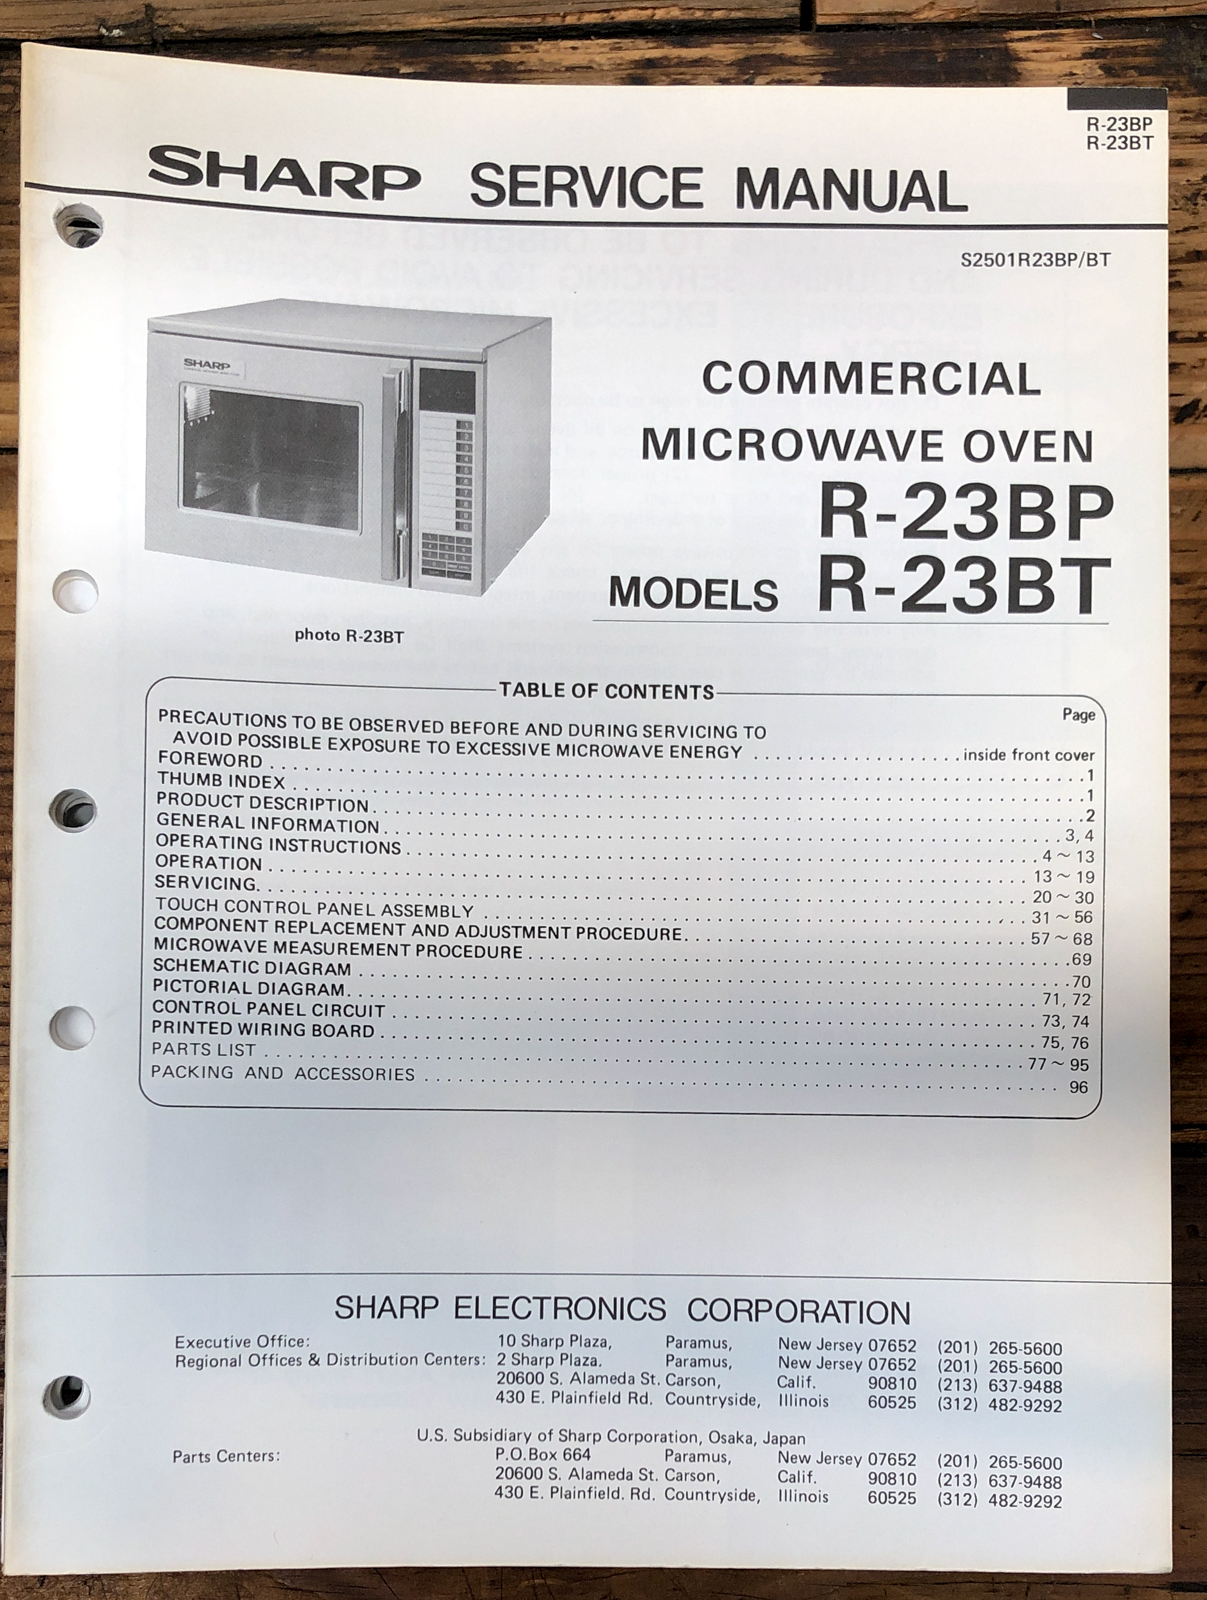 R-23BP
R-23BT
SHARP SERVICE MANUAL
S2501R23BP/BT
SHARP
COMMERCIAL
MICROWAVE OVEN
R-23BP
MODELS R-23BT
photo R-23BT
TABLE OF CONTENTS
Page
PRECAUTIONS TO BE OBSERVED BEFORE AND DURING SERVICING TO
AVOID POSSIBLE EXPOSURE TO EXCESSIVE MICROWAVE ENERGY . . . . . . . . . . . . . . . . . . . . inside front cover
FOREWORD . . . . . . . . . . . . . . . . . . . . 1
THUMB INDEX . . . . . . . . . . . . . . . . . . . . 1
PRODUCT DESCRIPTION . . . . . . . . . . . . . . . . . . . . 2
GENERAL INFORMATION . . . . . . . . . . . . . . . . . . . . 3, 4
OPERATING INSTRUCTIONS . . . . . . . . . . . . . . . . . . . . 4 ~ 13
OPERATION . . . . . . . . . . . . . . . . . . . . 13 ~ 19
SERVICING . . . . . . . . . . . . . . . . . . . . 20 ~ 30
TOUCH CONTROL PANEL ASSEMBLY . . . . . . . . . . . . . . . . . . . . 31 ~ 56
COMPONENT REPLACEMENT AND ADJUSTMENT PROCEDURE . . . . . . . . . . . . . . . . . . . . 57 ~ 68
MICROWAVE MEASUREMENT PROCEDURE . . . . . . . . . . . . . . . . . . . . 69
SCHEMATIC DIAGRAM . . . . . . . . . . . . . . . . . . . . 70
PICTORIAL DIAGRAM . . . . . . . . . . . . . . . . . . . . 71, 72
CONTROL PANEL CIRCUIT . . . . . . . . . . . . . . . . . . . . 73, 74
PRINTED WIRING BOARD . . . . . . . . . . . . . . . . . . . . 75, 76
PARTS LIST . . . . . . . . . . . . . . . . . . . . 77 ~ 95
PACKING AND ACCESSORIES . . . . . . . . . . . . . . . . . . . . 96
SHARP ELECTRONICS CORPORATION
Executive Office: 10 Sharp Plaza, Paramus, New Jersey 07652 (201) 265-5600
Regional Offices & Distribution Centers: 2 Sharp Plaza. Paramus, New Jersey 07652 (201) 265-5600
20600 S. Alameda St. Carson, Calif. 90810 (213) 637-9488
430 E. Plainfield Rd. Countryside, Illinois 60525 (312) 482-9292
U.S. Subsidiary of Sharp Corporation, Osaka, Japan
Parts Centers: P.O.Box 664 Paramus, New Jersey 07652 (201) 265-5600
20600 S. Alameda St. Carson, Calif. 90810 (213) 637-9488
430 E. Plainfield. Rd. Countryside, Illinois 60525 (312) 482-9292